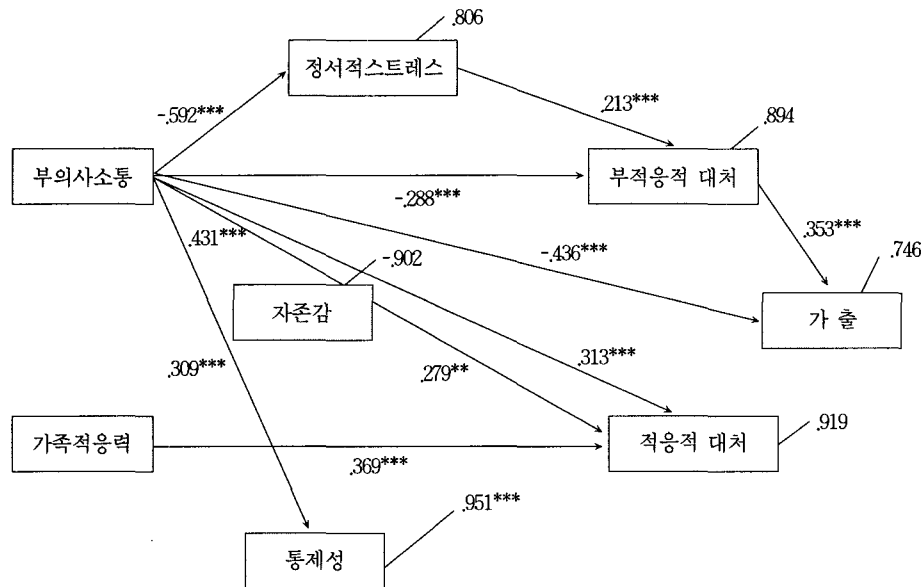 .806
정서적스트레스
-.592***
.213***
.894
부의사소통
부적응적 대처
-.288***
.431***
-.436***
.353***
-.902
.746
자존감
가 출
.309***
.279**
.313***
가족적응력
적응적 대처
.919
.369***
.951***
통제성